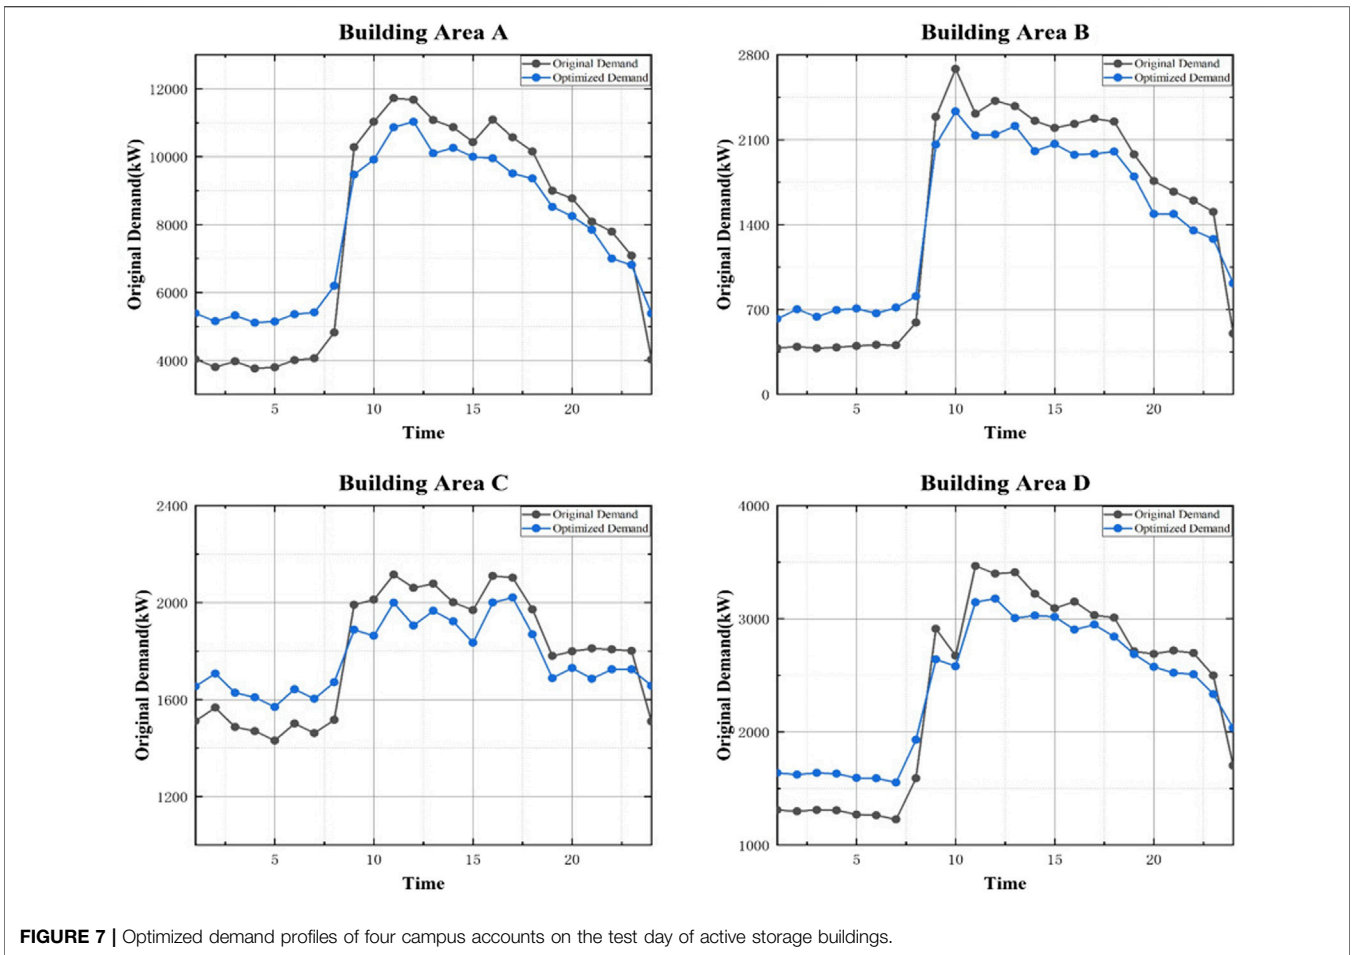 Building Area A
Original Demand
Optimized Demand
12000
10000
8000
6000
4000
Original Demand(kW)
5
10
15
20
Time
Building Area B
Original Demand
Optimized Demand
2800
2100
1400
700
0
Original Demand(kW)
5
10
15
20
Time
Building Area C
Original Demand
Optimized Demand
2400
2000
1600
1200
Original Demand(kW)
5
10
15
20
Time
Building Area D
Original Demand
Optimized Demand
4000
3000
2000
1000
Original Demand(kW)
5
10
15
20
Time
FIGURE 7 | Optimized demand profiles of four campus accounts on the test day of active storage buildings.